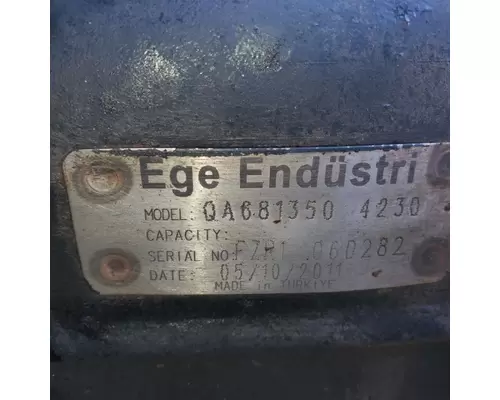 Ege Endüstri
MODEL: QA681350 4230
CAPACITY:
SERIAL NO: FZR1 060282
DATE: 05/10/2011
MADE in TÜRKİYE